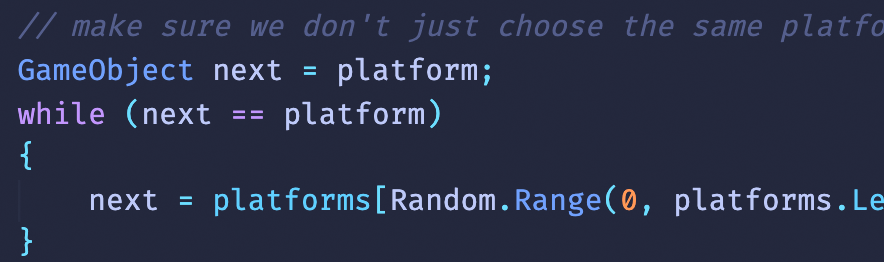 // make sure we don't just choose the same platfo
GameObject next = platform;
while (next == platform)
{
next = platforms[Random.Range(0, platforms.Le
}